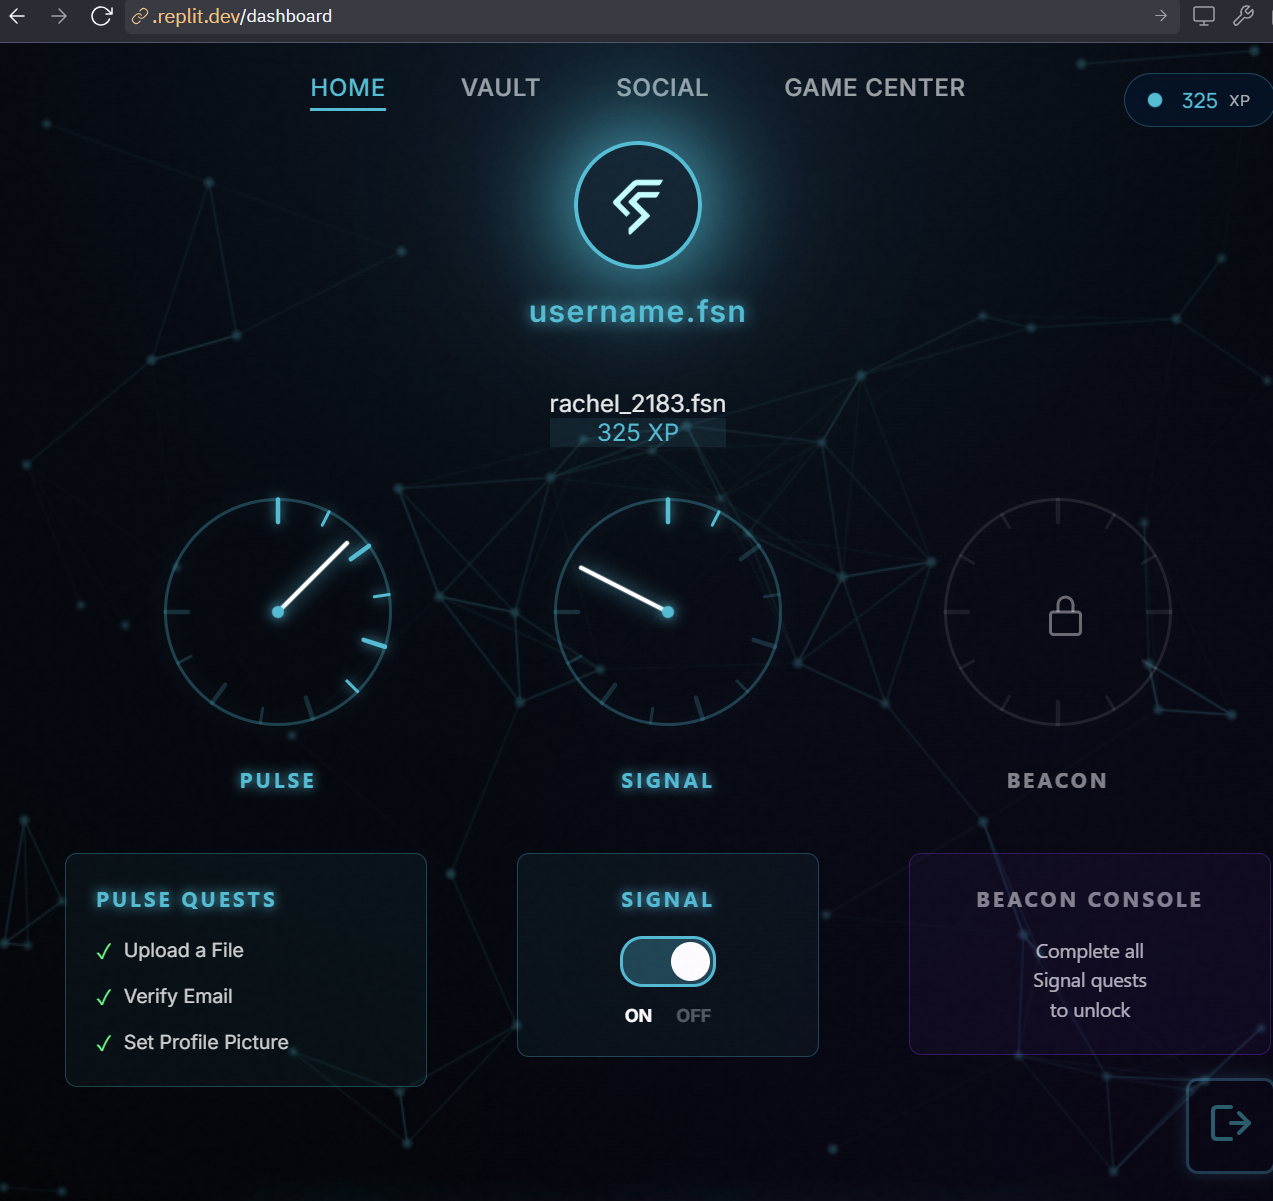 .replit.dev/dashboard
HOME VAULT SOCIAL GAME CENTER
325 XP
username.fsn
rachel_2183.fsn
325 XP
PULSE
SIGNAL
BEACON
PULSE QUESTS
✓ Upload a File
✓ Verify Email
✓ Set Profile Picture
SIGNAL
ON OFF
BEACON CONSOLE
Complete all
Signal quests
to unlock